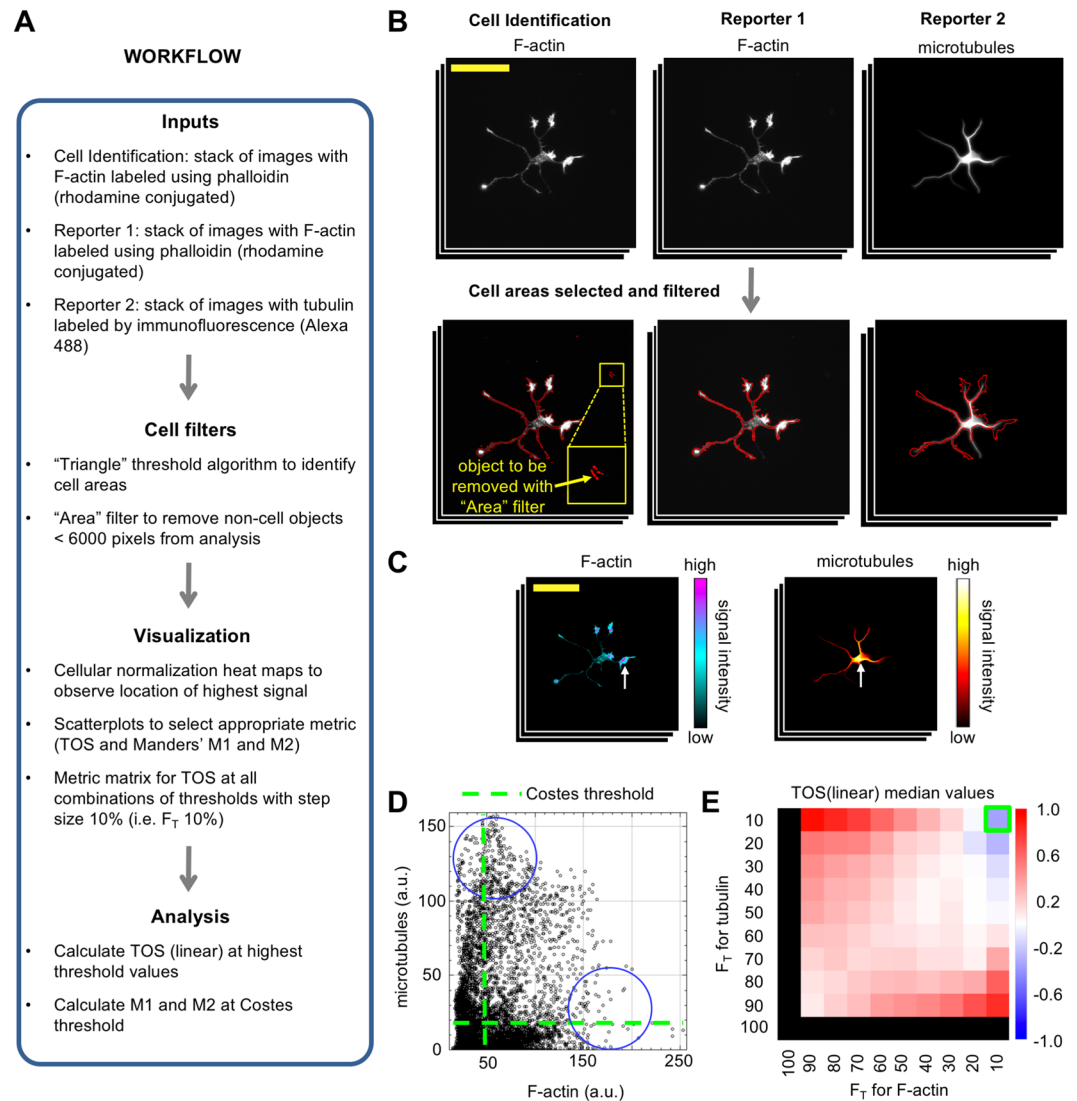 A
WORKFLOW
Inputs
• Cell Identification: stack of images with
F-actin labeled using phalloidin
(rhodamine conjugated)
• Reporter 1: stack of images with F-actin
labeled using phalloidin (rhodamine
conjugated)
• Reporter 2: stack of images with tubulin
labeled by immunofluorescence (Alexa
488)
Cell filters
• “Triangle” threshold algorithm to identify
cell areas
• “Area” filter to remove non-cell objects
< 6000 pixels from analysis
Visualization
• Cellular normalization heat maps to
observe location of highest signal
• Scatterplots to select appropriate metric
(TOS and Manders’ M1 and M2)
• Metric matrix for TOS at all
combinations of thresholds with step
size 10% (i.e. FT 10%)
Analysis
• Calculate TOS (linear) at highest
threshold values
• Calculate M1 and M2 at Costes
threshold
B
Cell Identification
F-actin
Reporter 1
F-actin
Reporter 2
microtubules
Cell areas selected and filtered
object to be
removed with
“Area” filter
C
F-actin
high
signal intensity
low
microtubules
high
signal intensity
low
D
Costes threshold
microtubules (a.u.)
150
100
50
0
50
150
250
F-actin (a.u.)
E
TOS(linear) median values
FT for tubulin
10
20
30
40
50
60
70
80
90
100
100
90
80
70
60
50
40
30
20
10
FT for F-actin
1.0
0.6
0.2
-0.2
-0.6
-1.0